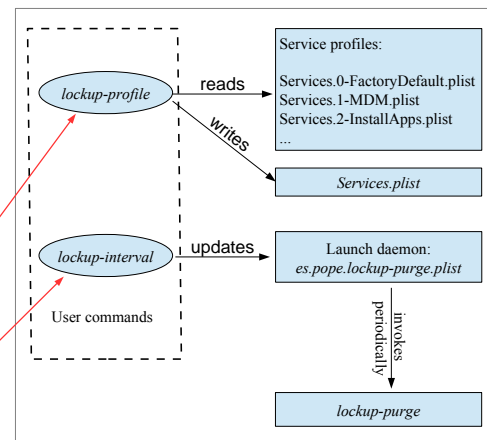 lockup-profile
reads
Service profiles:
Services.0-FactoryDefault.plist
Services.1-MDM.plist
Services.2-InstallApps.plist
...
writes
Services.plist
lockup-interval
updates
Launch daemon:
es.pope.lockup-purge.plist
User commands
invokes
periodically
lockup-purge